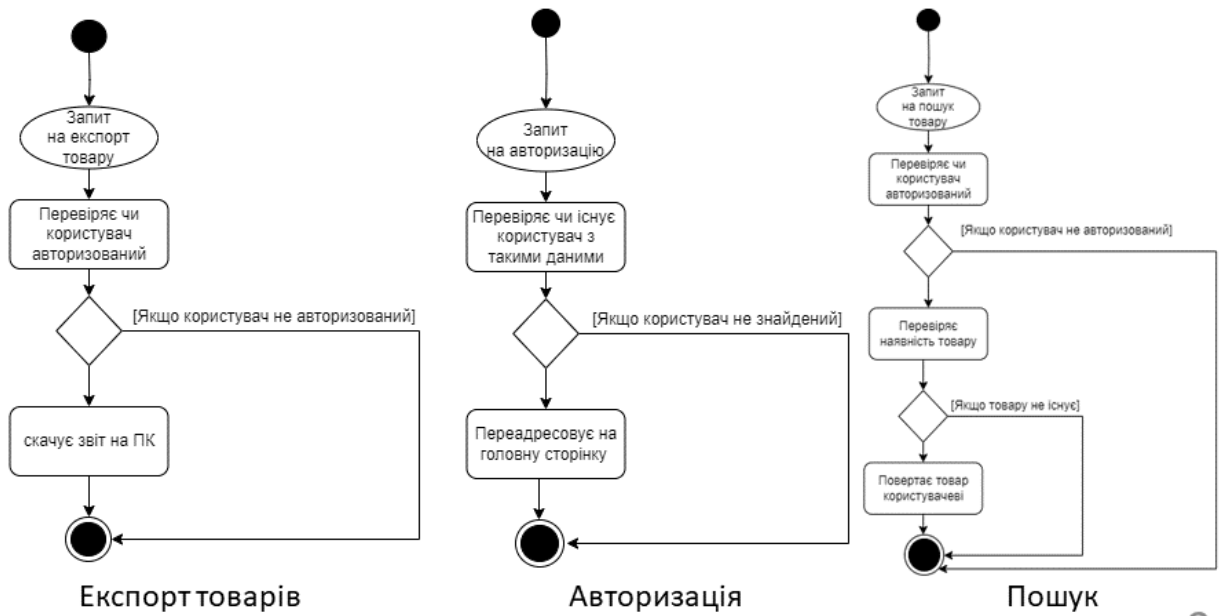 Запит
на експорт
товару
Перевіряє чи
користувач
авторизований
[Якщо користувач не авторизований]
скачує звіт на ПК
Експорт товарів
Запит
на авторизацію
Перевіряє чи існує
користувач з
такими даними
[Якщо користувач не знайдений]
Переадресовує на
головну сторінку
Авторизація
Запит
на пошук
товару
Перевіряє чи
користувач
авторизований
[Якщо користувач не авторизований]
Перевіряє
наявність товару
[Якщо товару не існує]
Повертає товар
користувачеві
Пошук